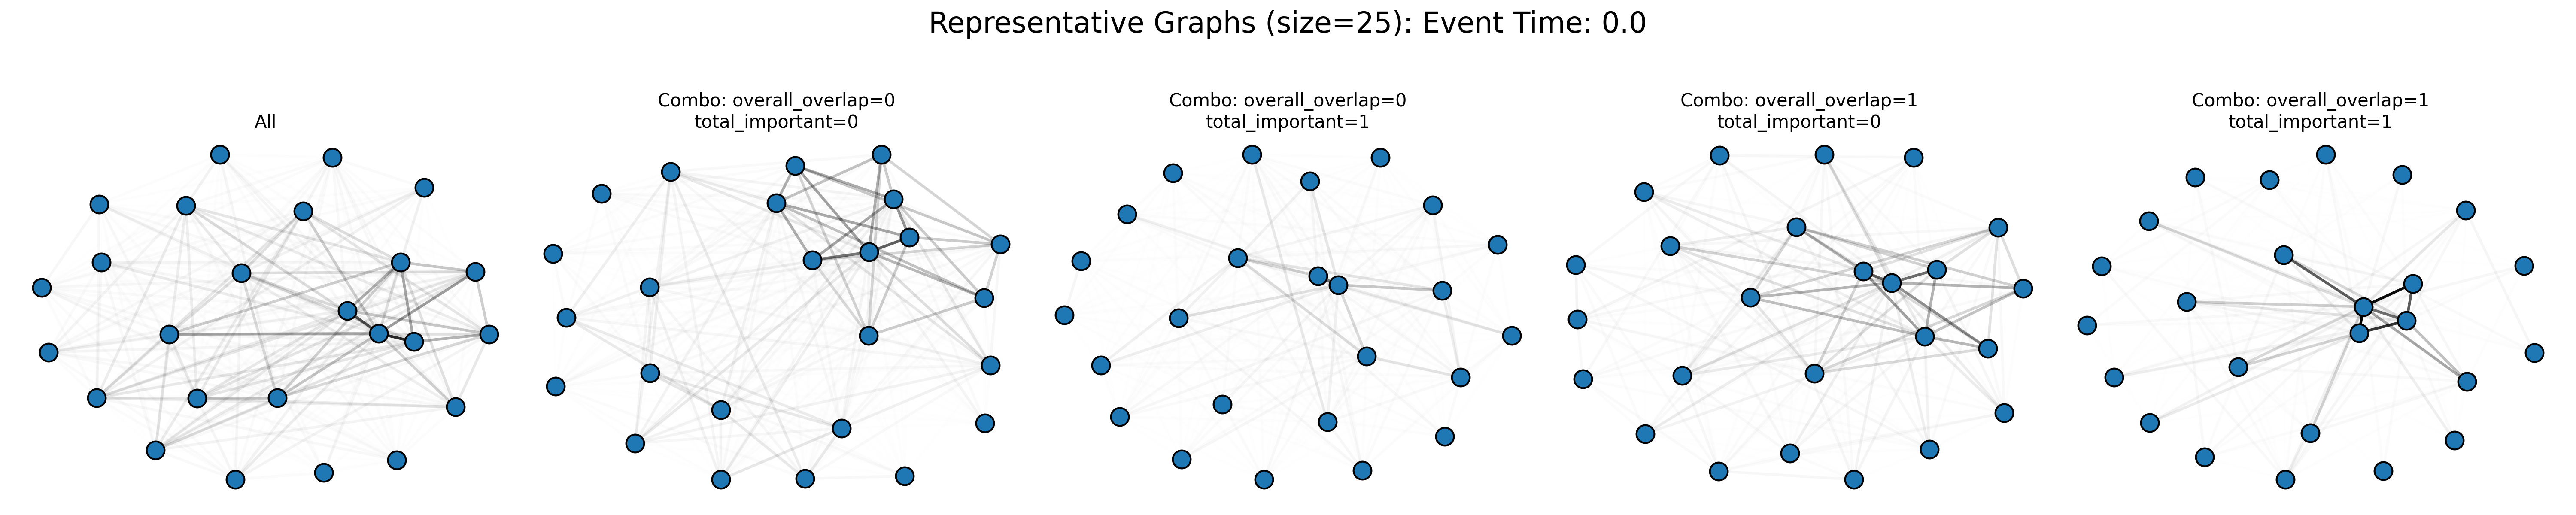 Representative Graphs (size=25): Event Time: 0.0
All
Combo: overall_overlap=0
total_important=0
Combo: overall_overlap=0
total_important=1
Combo: overall_overlap=1
total_important=0
Combo: overall_overlap=1
total_important=1